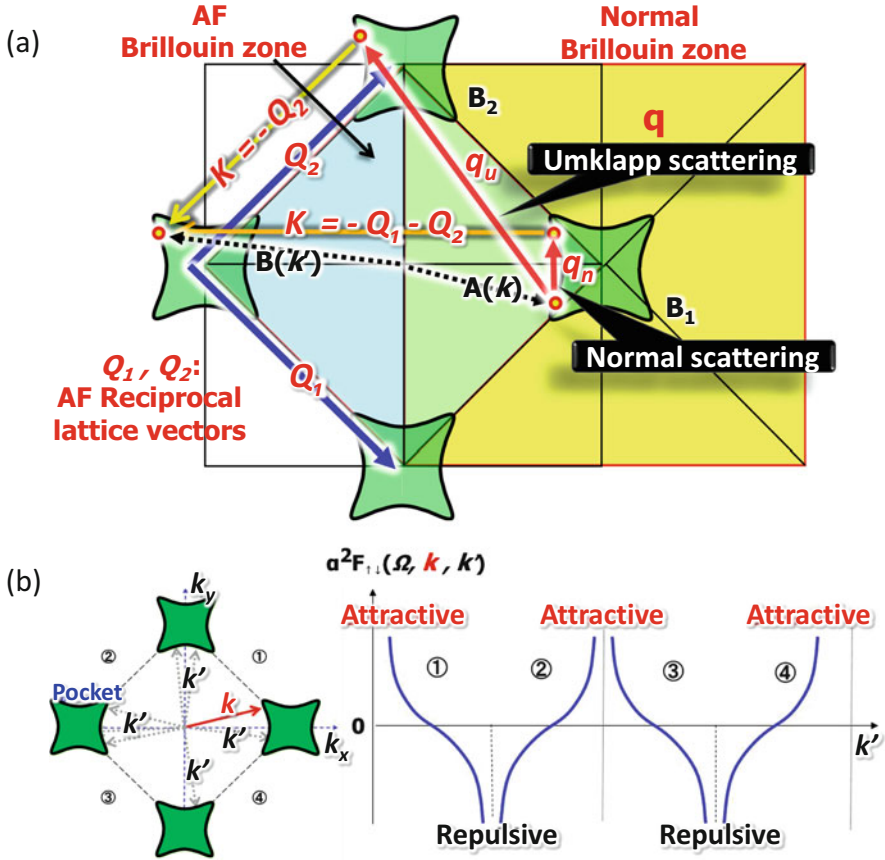 (a)
AF
Brillouin zone
Normal
Brillouin zone
B₂
q
Umklapp scattering
K = - Q₂
Q₂
qᵤ
K = - Q₁ - Q₂
B(k')
A(k)
qₙ
B₁
Normal scattering
Q₁
Q₁ , Q₂:
AF Reciprocal
lattice vectors
(b)
k_y
②
①
Pocket
k'
k
k'
k'
k_x
k'
③
④
α²F↑↓(Ω, k , k')
Attractive
Attractive
Attractive
①
②
③
④
0
k'
Repulsive
Repulsive